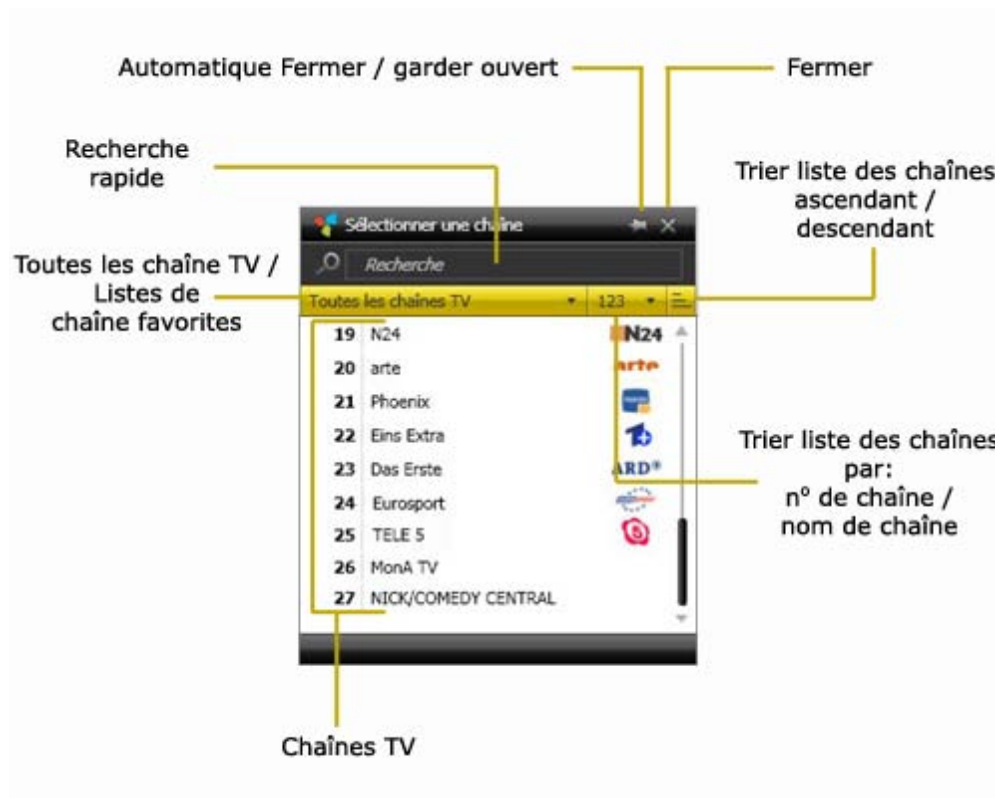 Automatique Fermer / garder ouvert
Fermer
Recherche
rapide
Trier liste des chaînes
ascendant /
descendant
Toutes les chaîne TV /
Listes de
chaîne favorites
Sélectionner une chaîne
Recherche
Toutes les chaînes TV
123
19 N24 N24
20 arte arte
21 Phoenix
22 Eins Extra
23 Das Erste ARD
24 Eurosport
25 TELE 5
26 MonA TV
27 NICK/COMEDY CENTRAL
Trier liste des chaînes
par:
nº de chaîne /
nom de chaîne
Chaînes TV